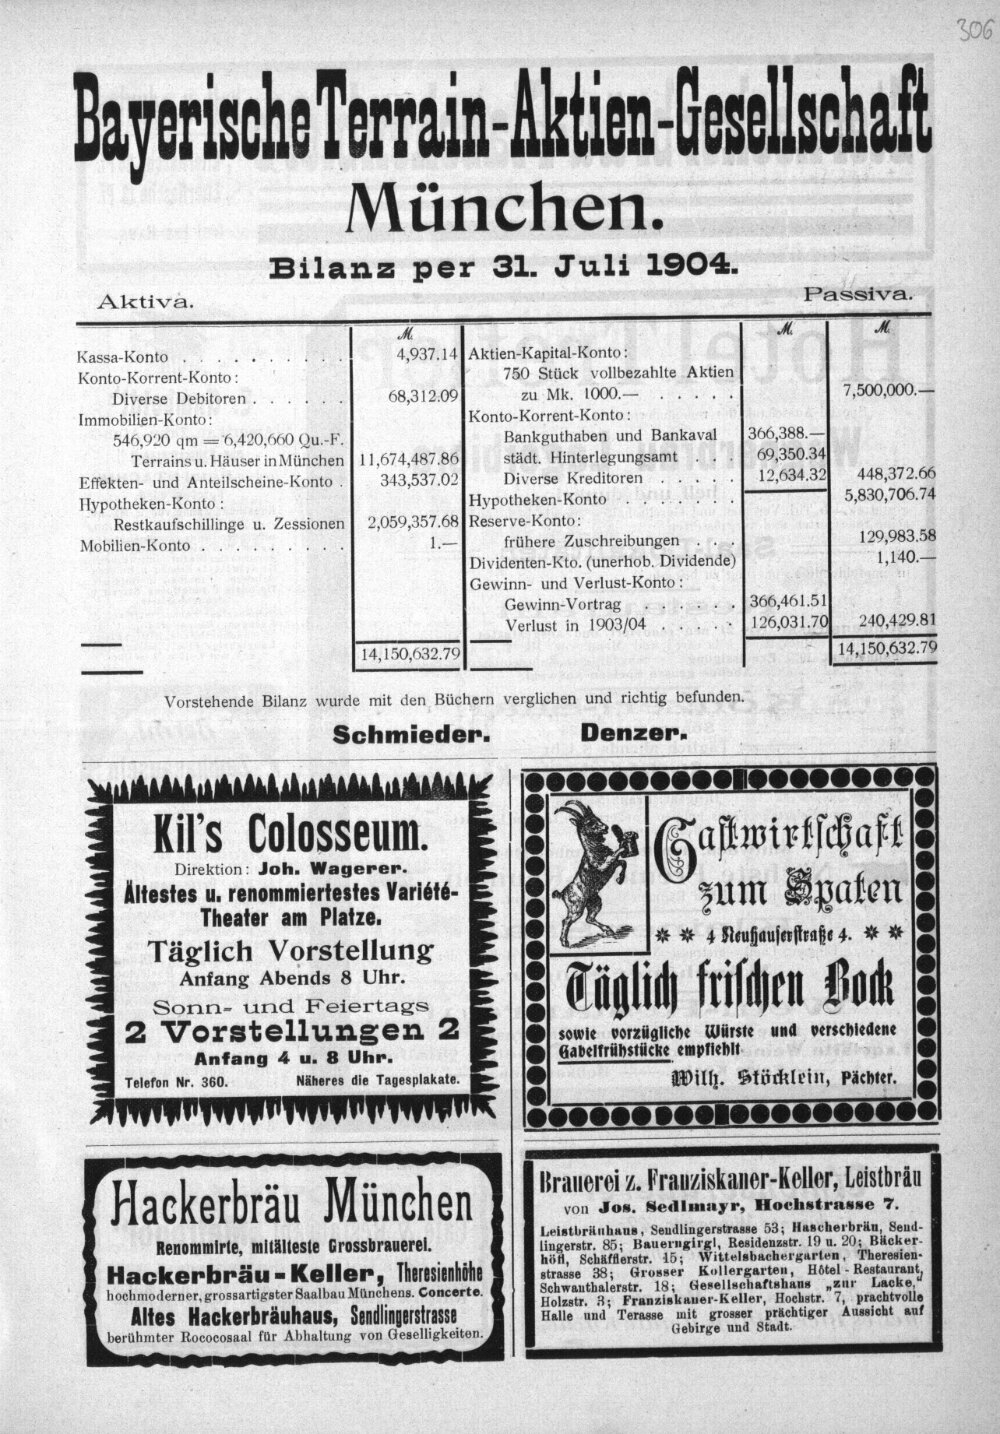 306
Bayerische Terrain-Aktien-Gesellschaft
München.
Bilanz per 31. Juli 1904.
Aktiva.
Passiva.
M.
Kassa-Konto . . . . . . . . . 4,937.14
Konto-Korrent-Konto:
Diverse Debitoren . . . . . . 68,312.09
Immobilien-Konto:
546,920 qm = 6,420,660 Qu.-F.
Terrains u. Häuser in München 11,674,487.86
Effekten- und Anteilscheine-Konto . 343,537.02
Hypotheken-Konto:
Restkaufschillinge u. Zessionen 2,059,357.68
Mobilien-Konto . . . . . . . . . 1.—
14,150,632.79
M. M.
Aktien-Kapital-Konto:
750 Stück vollbezahlte Aktien
zu Mk. 1000.— . . . . . 7,500,000.—
Konto-Korrent-Konto:
Bankguthaben und Bankaval 366,388.—
städt. Hinterlegungsamt . . . 69,350.34
Diverse Kreditoren . . . . . 12,634.32 448,372.66
Hypotheken-Konto . . . . . . 5,830,706.74
Reserve-Konto:
frühere Zuschreibungen . . . 129,983.58
Dividenten-Kto. (unerhob. Dividende) 1,140.—
Gewinn- und Verlust-Konto:
Gewinn-Vortrag . . . . . . 366,461.51
Verlust in 1903/04 . . . . . 126,031.70 240,429.81
14,150,632.79
Vorstehende Bilanz wurde mit den Büchern verglichen und richtig befunden.
Schmieder. Denzer.
Kil's Colosseum.
Direktion: Joh. Wagerer.
Ältestes u. renommiertestes Variété-
Theater am Platze.
Täglich Vorstellung
Anfang Abends 8 Uhr.
Sonn- und Feiertags
2 Vorstellungen 2
Anfang 4 u. 8 Uhr.
Telefon Nr. 360. Näheres die Tagesplakate.
Gastwirtschaft
zum Spaten
* * 4 Neuhauserstraße 4. * *
Täglich frischen Bock
sowie vorzügliche Würste und verschiedene
Gabelfrühstücke empfiehlt
Wilh. Stöcklein, Pächter.
Hackerbräu München
Renommirte, mitälteste Grossbrauerei.
Hackerbräu-Keller, Theresienhöhe
hochmoderner, grossartigster Saalbau Münchens. Concerte.
Altes Hackerbräuhaus, Sendlingerstrasse
berühmter Rococosaal für Abhaltung von Geselligkeiten.
Brauerei z. Franziskaner-Keller, Leistbräu
von Jos. Sedlmayr, Hochstrasse 7.
Leistbräuhaus, Sendlingerstrasse 53; Hascherbräu, Send-
lingerstr. 85; Bauerngirgl, Residenzstr. 19 u. 20; Bäcker-
höfl, Schäfflerstr. 15; Wittelsbachergarten, Theresien-
strasse 38; Grosser Kollergarten, Hôtel-Restaurant,
Schwanthalerstr. 18; Gesellschaftshaus „zur Lacke,“
Holzstr. 3; Franziskaner-Keller, Hochstr. 7, prachtvolle
Halle und Terasse mit grosser prächtiger Aussicht auf
Gebirge und Stadt.